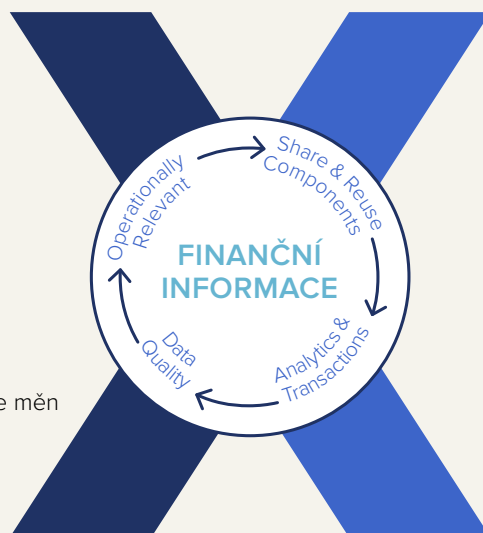 Operationally
Relevant
Share & Reuse
Components
FINANČNÍ
INFORMACE
Analytics &
Transactions
Data
Quality
e měn